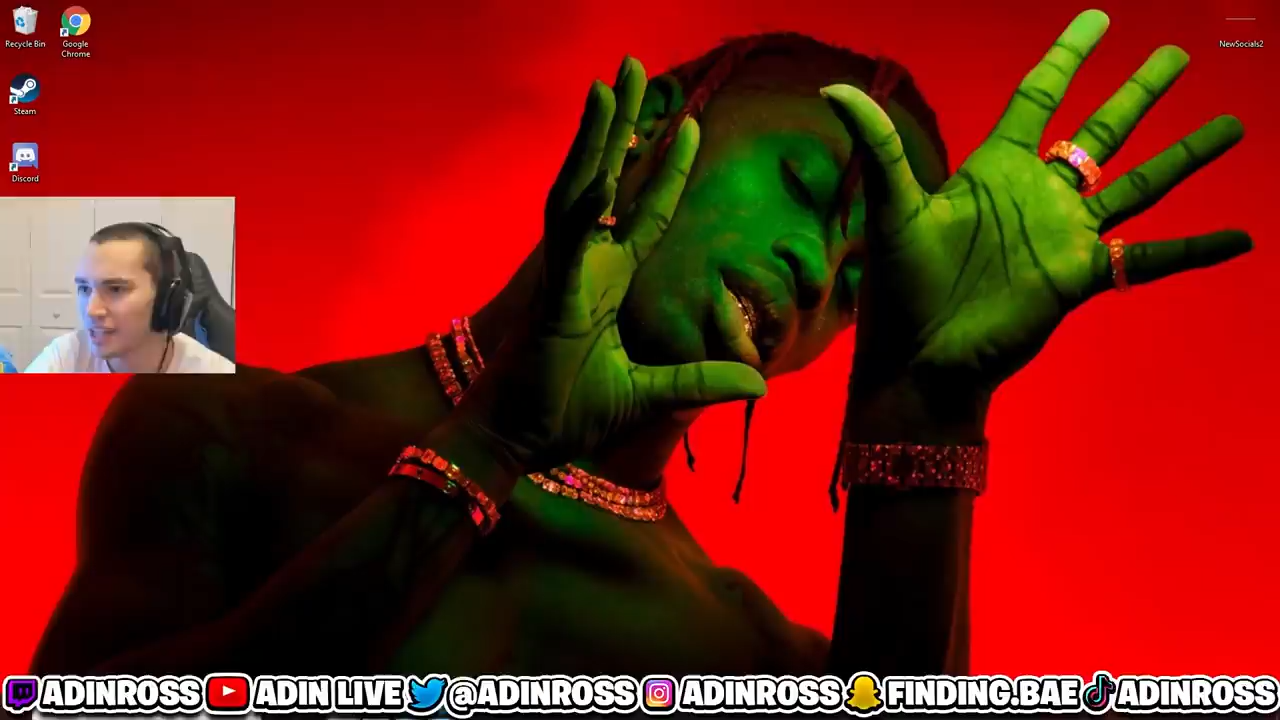 Recycle Bin
Google Chrome
NewSocials2
Steam
Discord
ADINROSS ADIN LIVE @ADINROSS ADINROSS FINDING.BAE ADINROSS